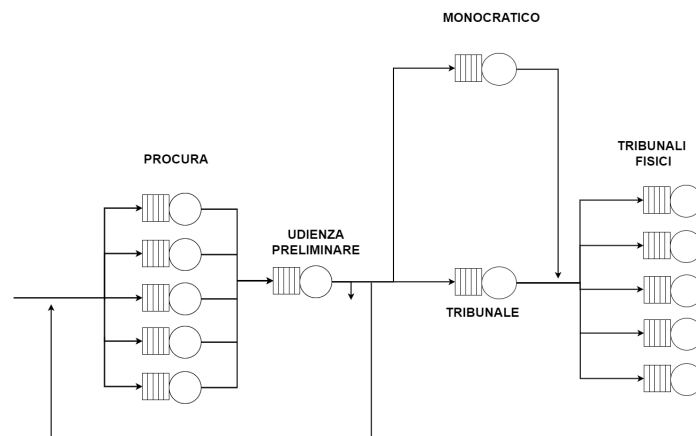 MONOCRATICO
TRIBUNALI
FISICI
PROCURA
UDIENZA
PRELIMINARE
TRIBUNALE